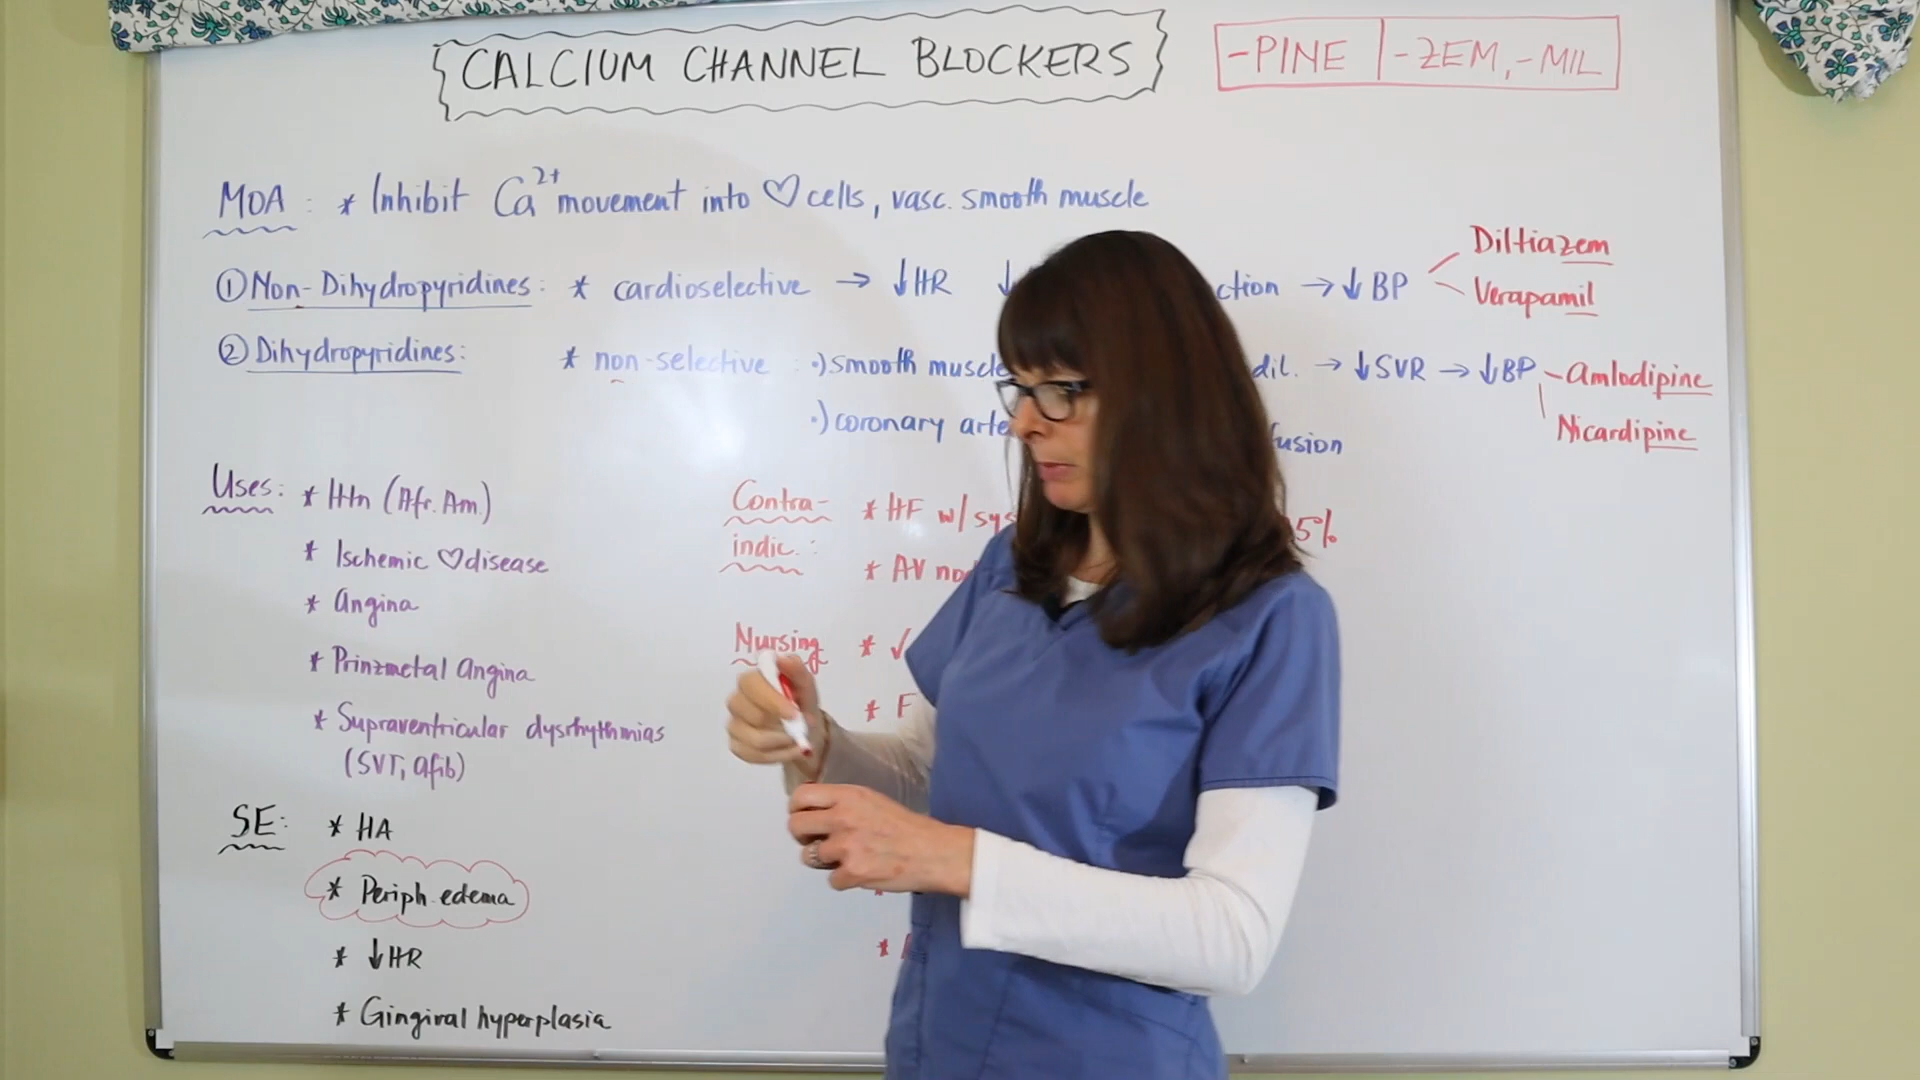 CALCIUM CHANNEL BLOCKERS
-PINE | -ZEM, -MIL
MOA: * Inhibit Ca2+ movement into ♡ cells, vasc. smooth muscle
① Non-Dihydropyridines: * cardioselective → ↓HR ↓ ction → ↓ BP
Diltiazem
Verapamil
② Dihydropyridines: * non-selective : •) smooth muscle dil. → ↓SVR → ↓BP - Amlodipine
•) coronary arte fusion
Nicardipine
Uses: * Htn (Afr. Am.)
* Ischemic ♡disease
* Angina
* Prinzmetal Angina
* Supraventricular dysrhythmias
(SVT, afib)
SE: * HA
* Periph. edema
* ↓HR
* Gingival hyperplasia
Contra-
indic.:
* HF w/ sys 5%
* AV no
Nursing * ✓
* F